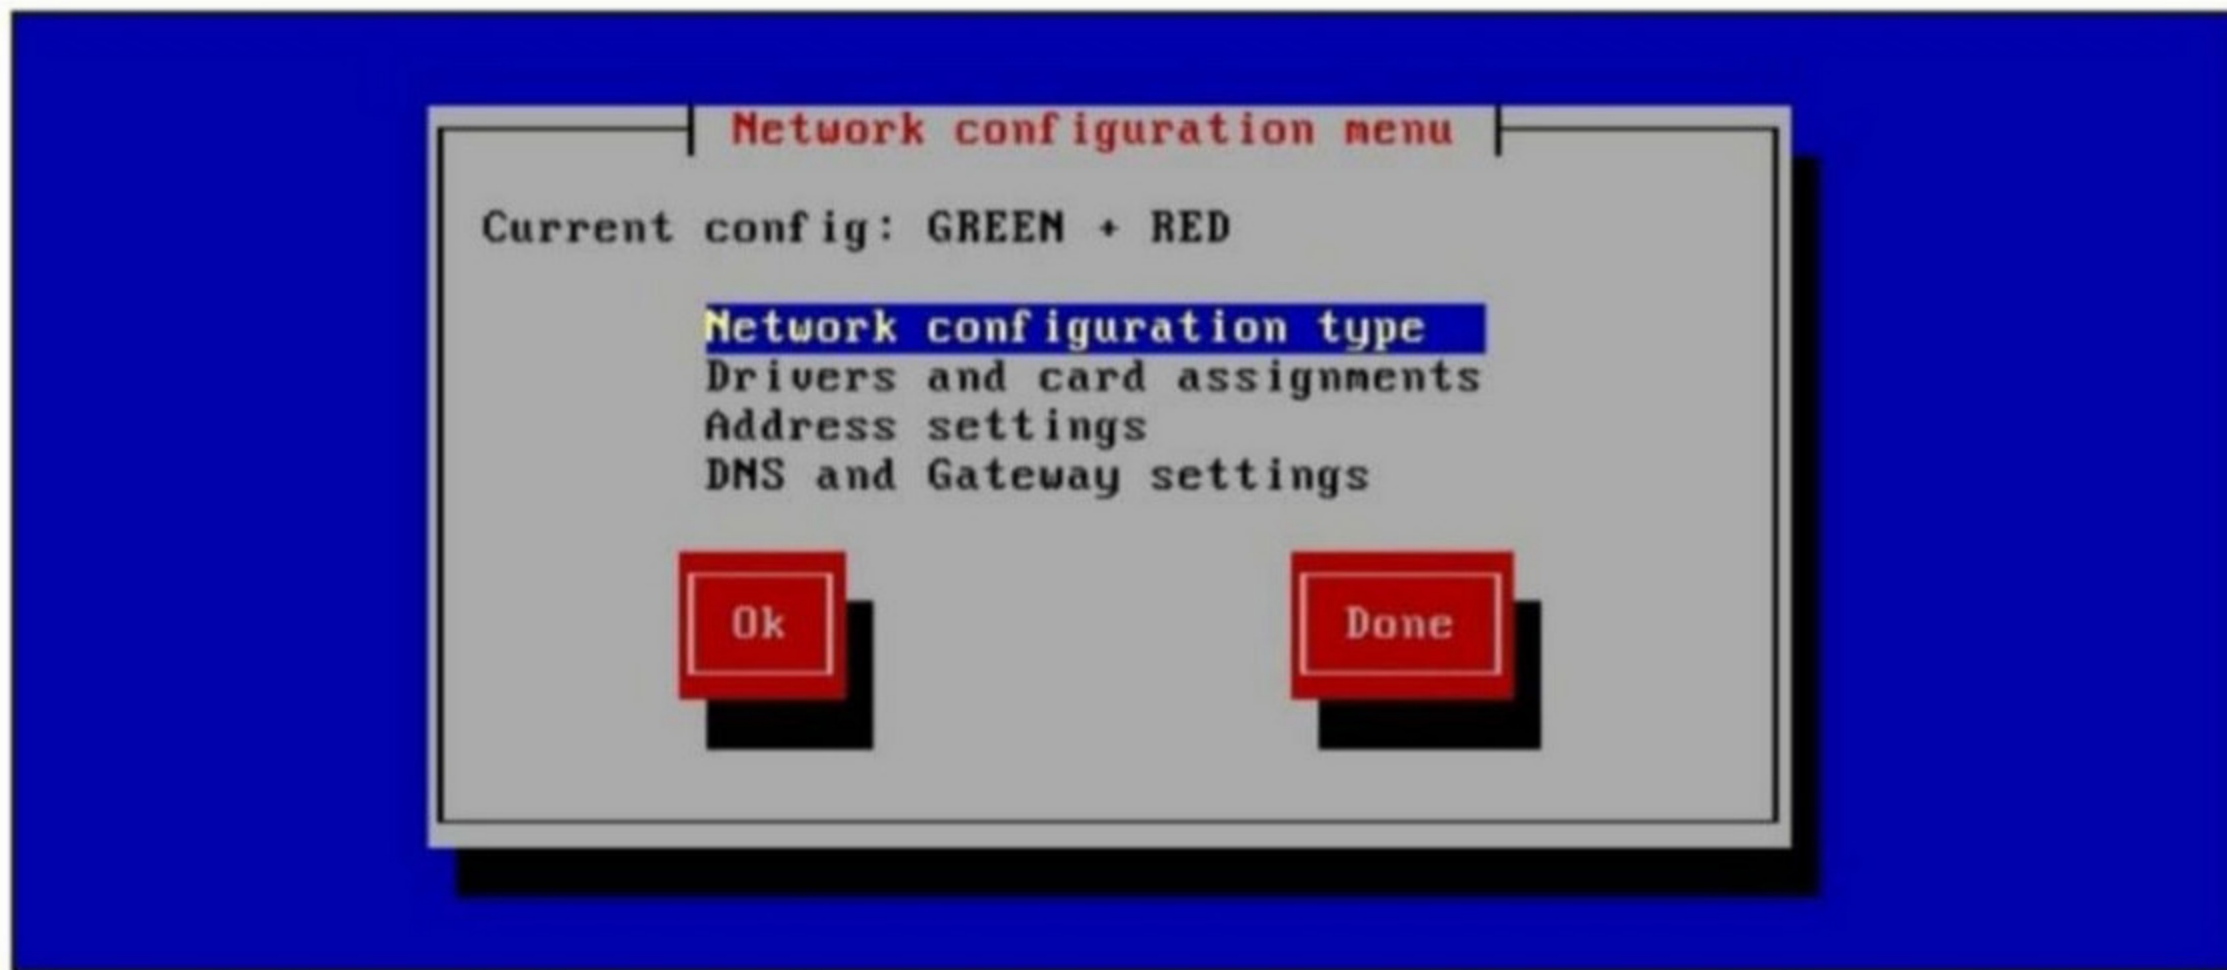 Network configuration menu
Current config: GREEN + RED
Network configuration type
Drivers and card assignments
Address settings
DNS and Gateway settings
Ok Done